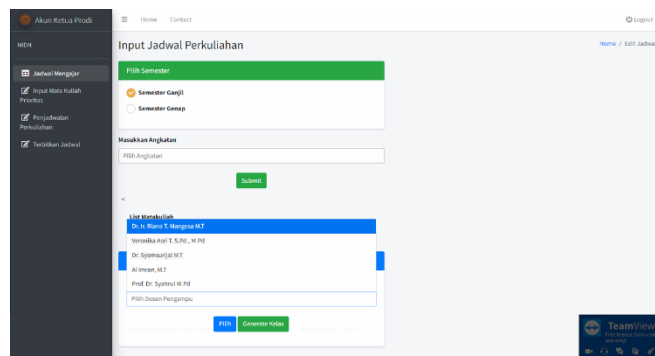 Akun Ketua Prodi
Home Contact
Logout
NIDN
Input Jadwal Perkuliahan
Home / Edit Jadwal
Jadwal Mengajar
Input Mata Kuliah
Prioritas
Penjadwalan
Perkuliahan
Terbitkan Jadwal
Pilih Semester
Semester Ganjil
Semester Genap
Masukkan Angkatan
Pilih Angkatan
Submit
«
List Matakuliah
Dr. Ir. Riana T. Mangesa M.T
Veronika Asri T. S.Pd., M.Pd
Dr. Syamsurijal M.T
Al Imran, M.T
Prof. Dr. Syahrul M.Pd
Pilih Dosen Pengampu
Pilih
Generate Kelas
TeamView